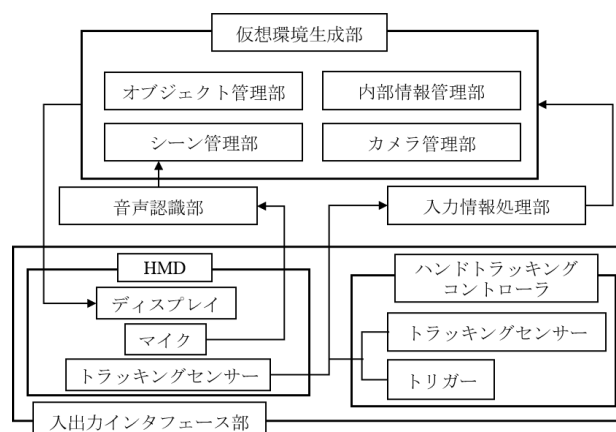 仮想環境生成部
オブジェクト管理部
内部情報管理部
シーン管理部
カメラ管理部
音声認識部
入力情報処理部
HMD
ディスプレイ
マイク
トラッキングセンサー
ハンドトラッキング
コントローラ
トラッキングセンサー
トリガー
入出力インタフェース部